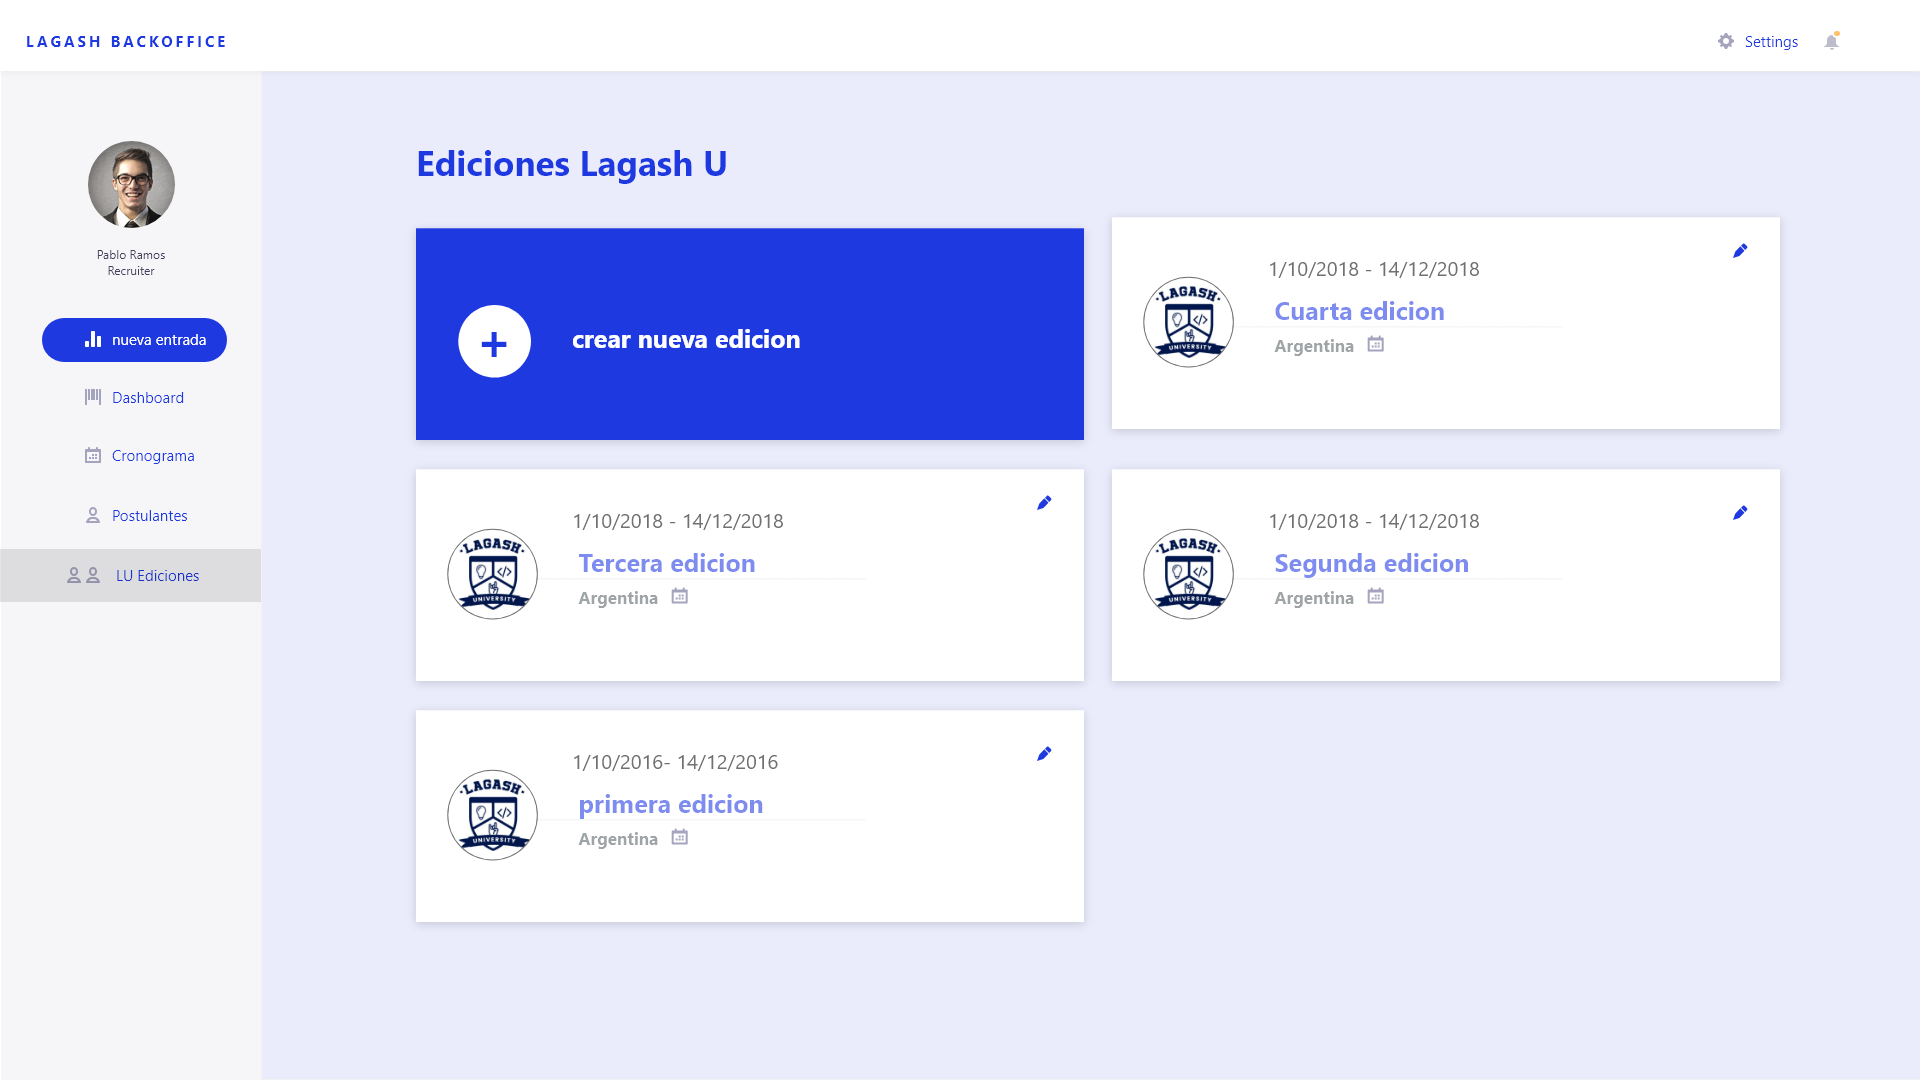 LAGASH BACKOFFICE
Settings
Pablo Ramos
Recruiter
nueva entrada
Dashboard
Cronograma
Postulantes
LU Ediciones
Ediciones Lagash U
+ crear nueva edicion
1/10/2018 - 14/12/2018
LAGASH
UNIVERSITY
Cuarta edicion
Argentina
1/10/2018 - 14/12/2018
LAGASH
UNIVERSITY
Tercera edicion
Argentina
1/10/2018 - 14/12/2018
LAGASH
UNIVERSITY
Segunda edicion
Argentina
1/10/2016- 14/12/2016
LAGASH
UNIVERSITY
primera edicion
Argentina